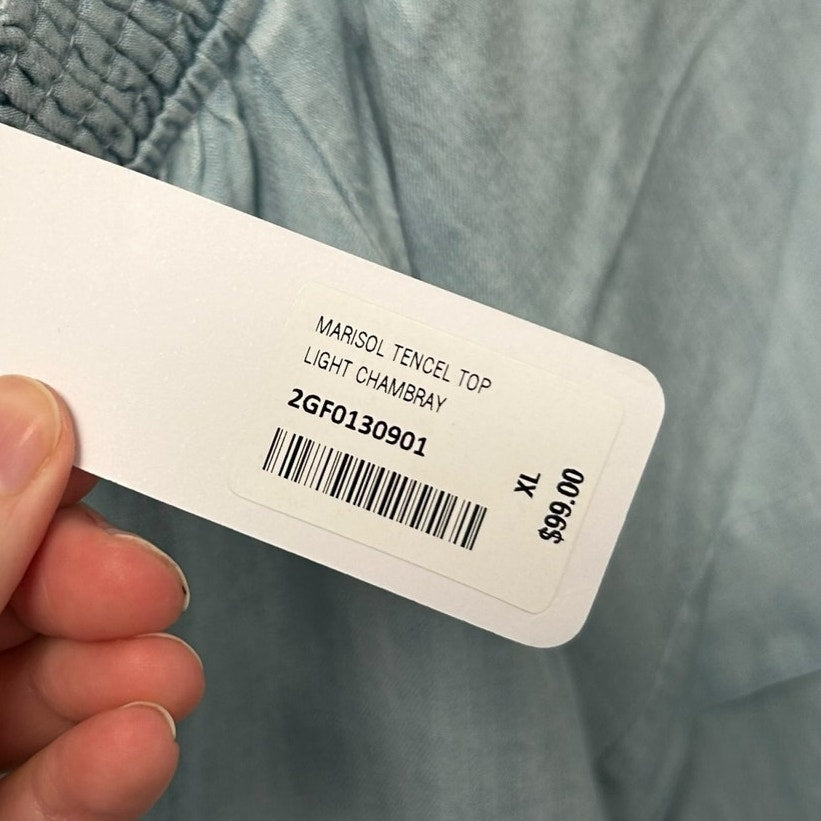 MARISOL TENCEL TOP
LIGHT CHAMBRAY
2GF0130901
XL
$99.00